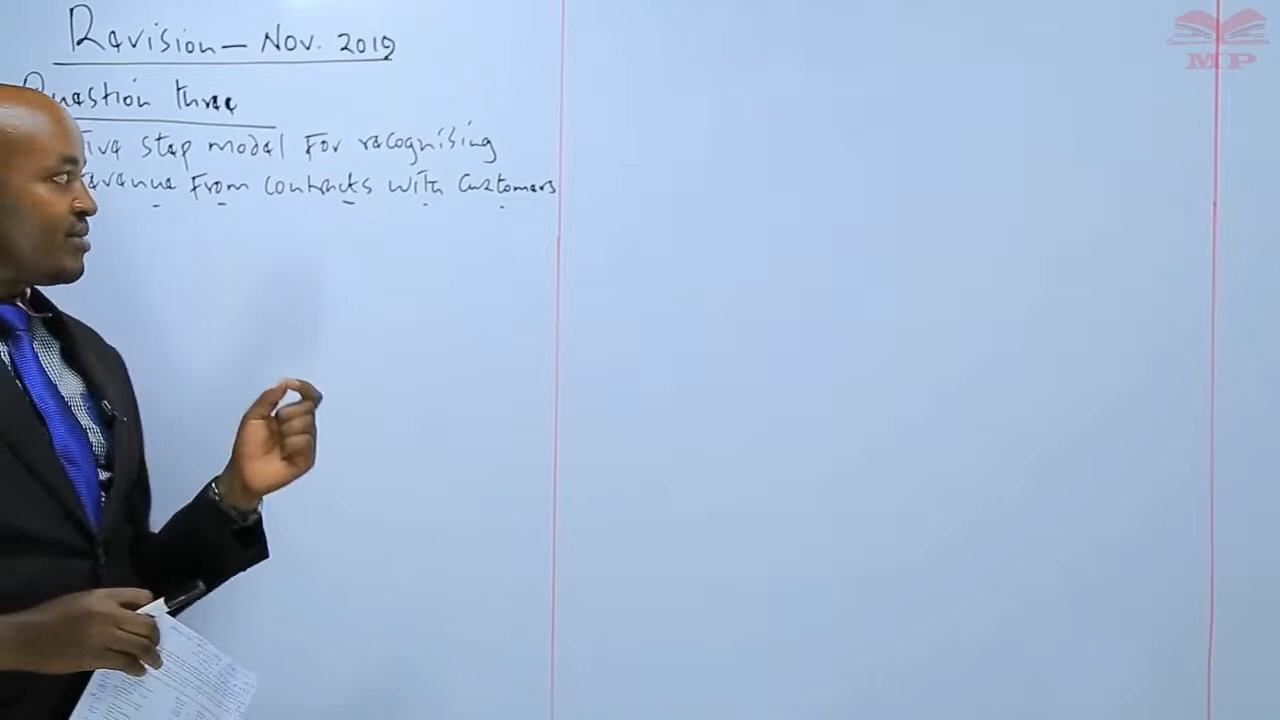 Revision - Nov. 2019
Question three
Five step model for recognising
revenue from contracts with customers
MP